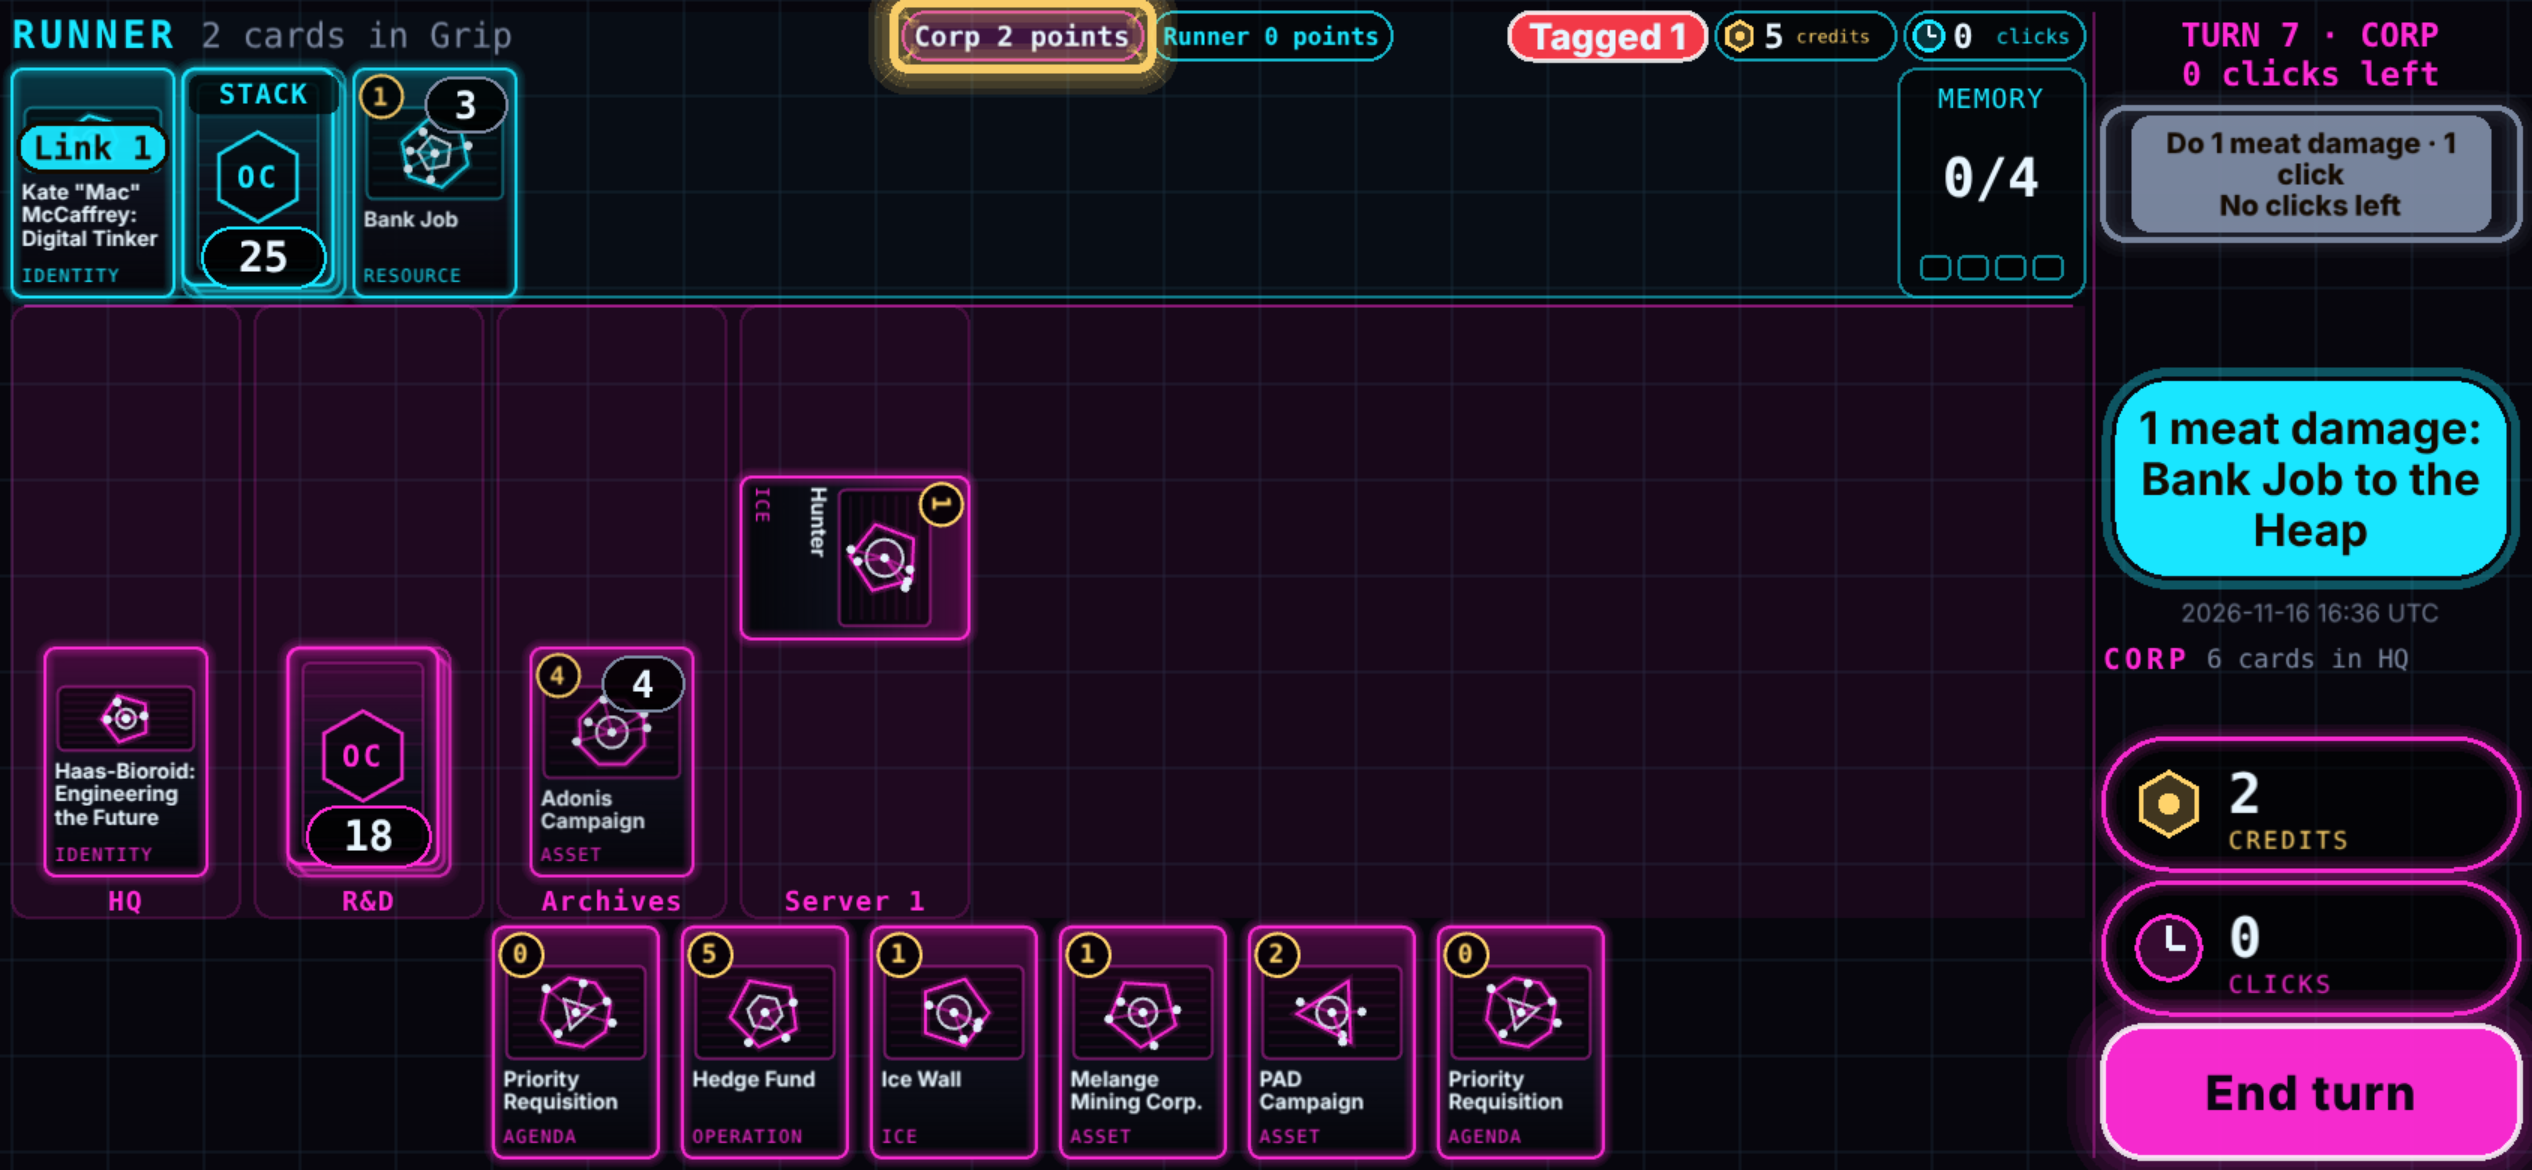 RUNNER 2 cards in Grip
Corp 2 points
Runner 0 points
Tagged 1
5 credits
0 clicks
TURN 7 · CORP
0 clicks left
Link 1
Kate "Mac"
McCaffrey:
Digital Tinker
IDENTITY
STACK
OC
25
1
3
Bank Job
RESOURCE
MEMORY
0/4
Do 1 meat damage · 1
click
No clicks left
1 meat damage:
Bank Job to the
Heap
2026-11-16 16:36 UTC
CORP 6 cards in HQ
ICE
Hunter
1
Haas-Bioroid:
Engineering
the Future
IDENTITY
HQ
OC
18
R&D
4
4
Adonis
Campaign
ASSET
Archives
Server 1
2
CREDITS
0
CLICKS
End turn
0
Priority
Requisition
AGENDA
5
Hedge Fund
OPERATION
1
Ice Wall
ICE
1
Melange
Mining Corp.
ASSET
2
PAD
Campaign
ASSET
0
Priority
Requisition
AGENDA